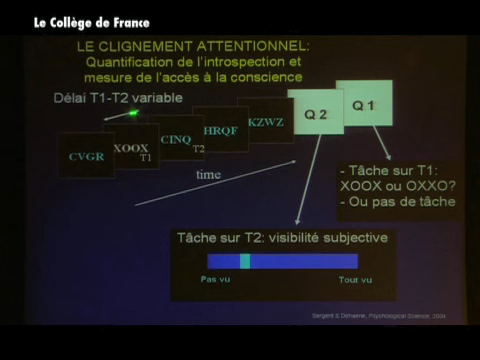 Le Collège de France
LE CLIGNEMENT ATTENTIONNEL:
Quantification de l'introspection et
mesure de l'accès à la conscience
Délai T1-T2 variable
CVGR
XOOX
T1
CINQ
T2
HRQF
KZWZ
Q 2
Q 1
time
- Tâche sur T1:
XOOX ou OXXO?
- Ou pas de tâche
Tâche sur T2: visibilité subjective
Pas vu
Tout vu
Sergent & Dehaene, Psychological Science, 2004